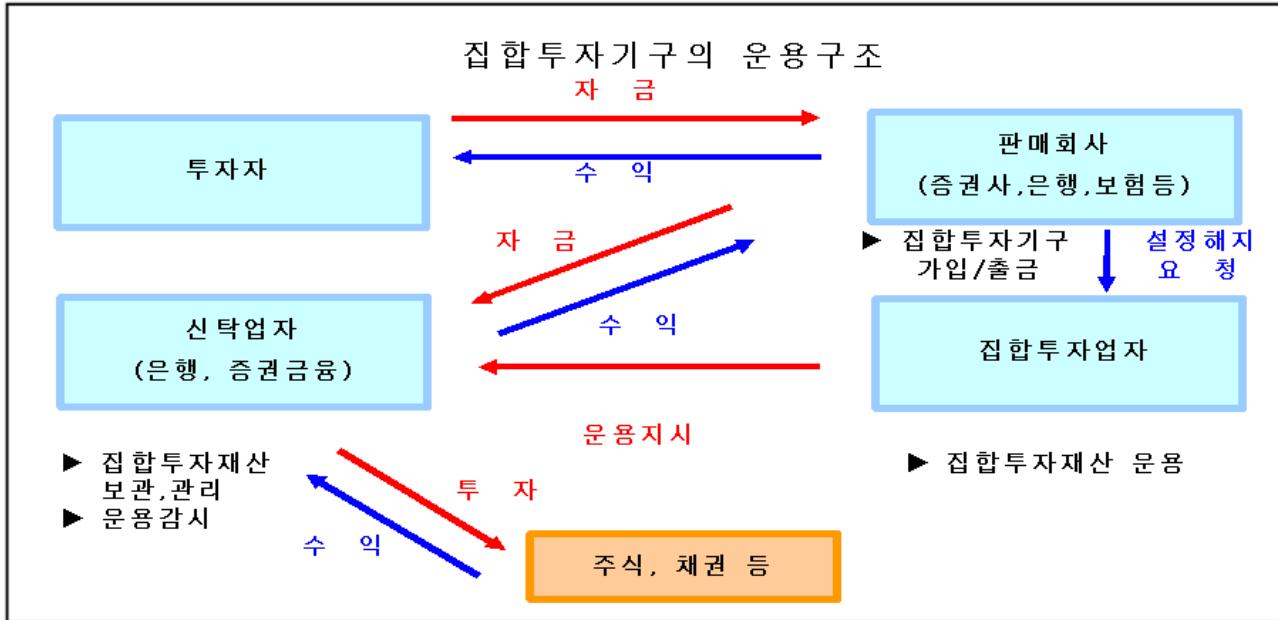 집합투자기구의 운용구조
자 금
투자자
수 익
판매회사
(증권사,은행,보험등)
자 금
▶ 집합투자기구
가입/출금
설정해지
요 청
신탁업자
(은행, 증권금융)
수 익
집합투자업자
운용지시
▶ 집합투자재산
보관,관리
▶ 운용감시
▶ 집합투자재산 운용
투 자
수 익
주식, 채권 등